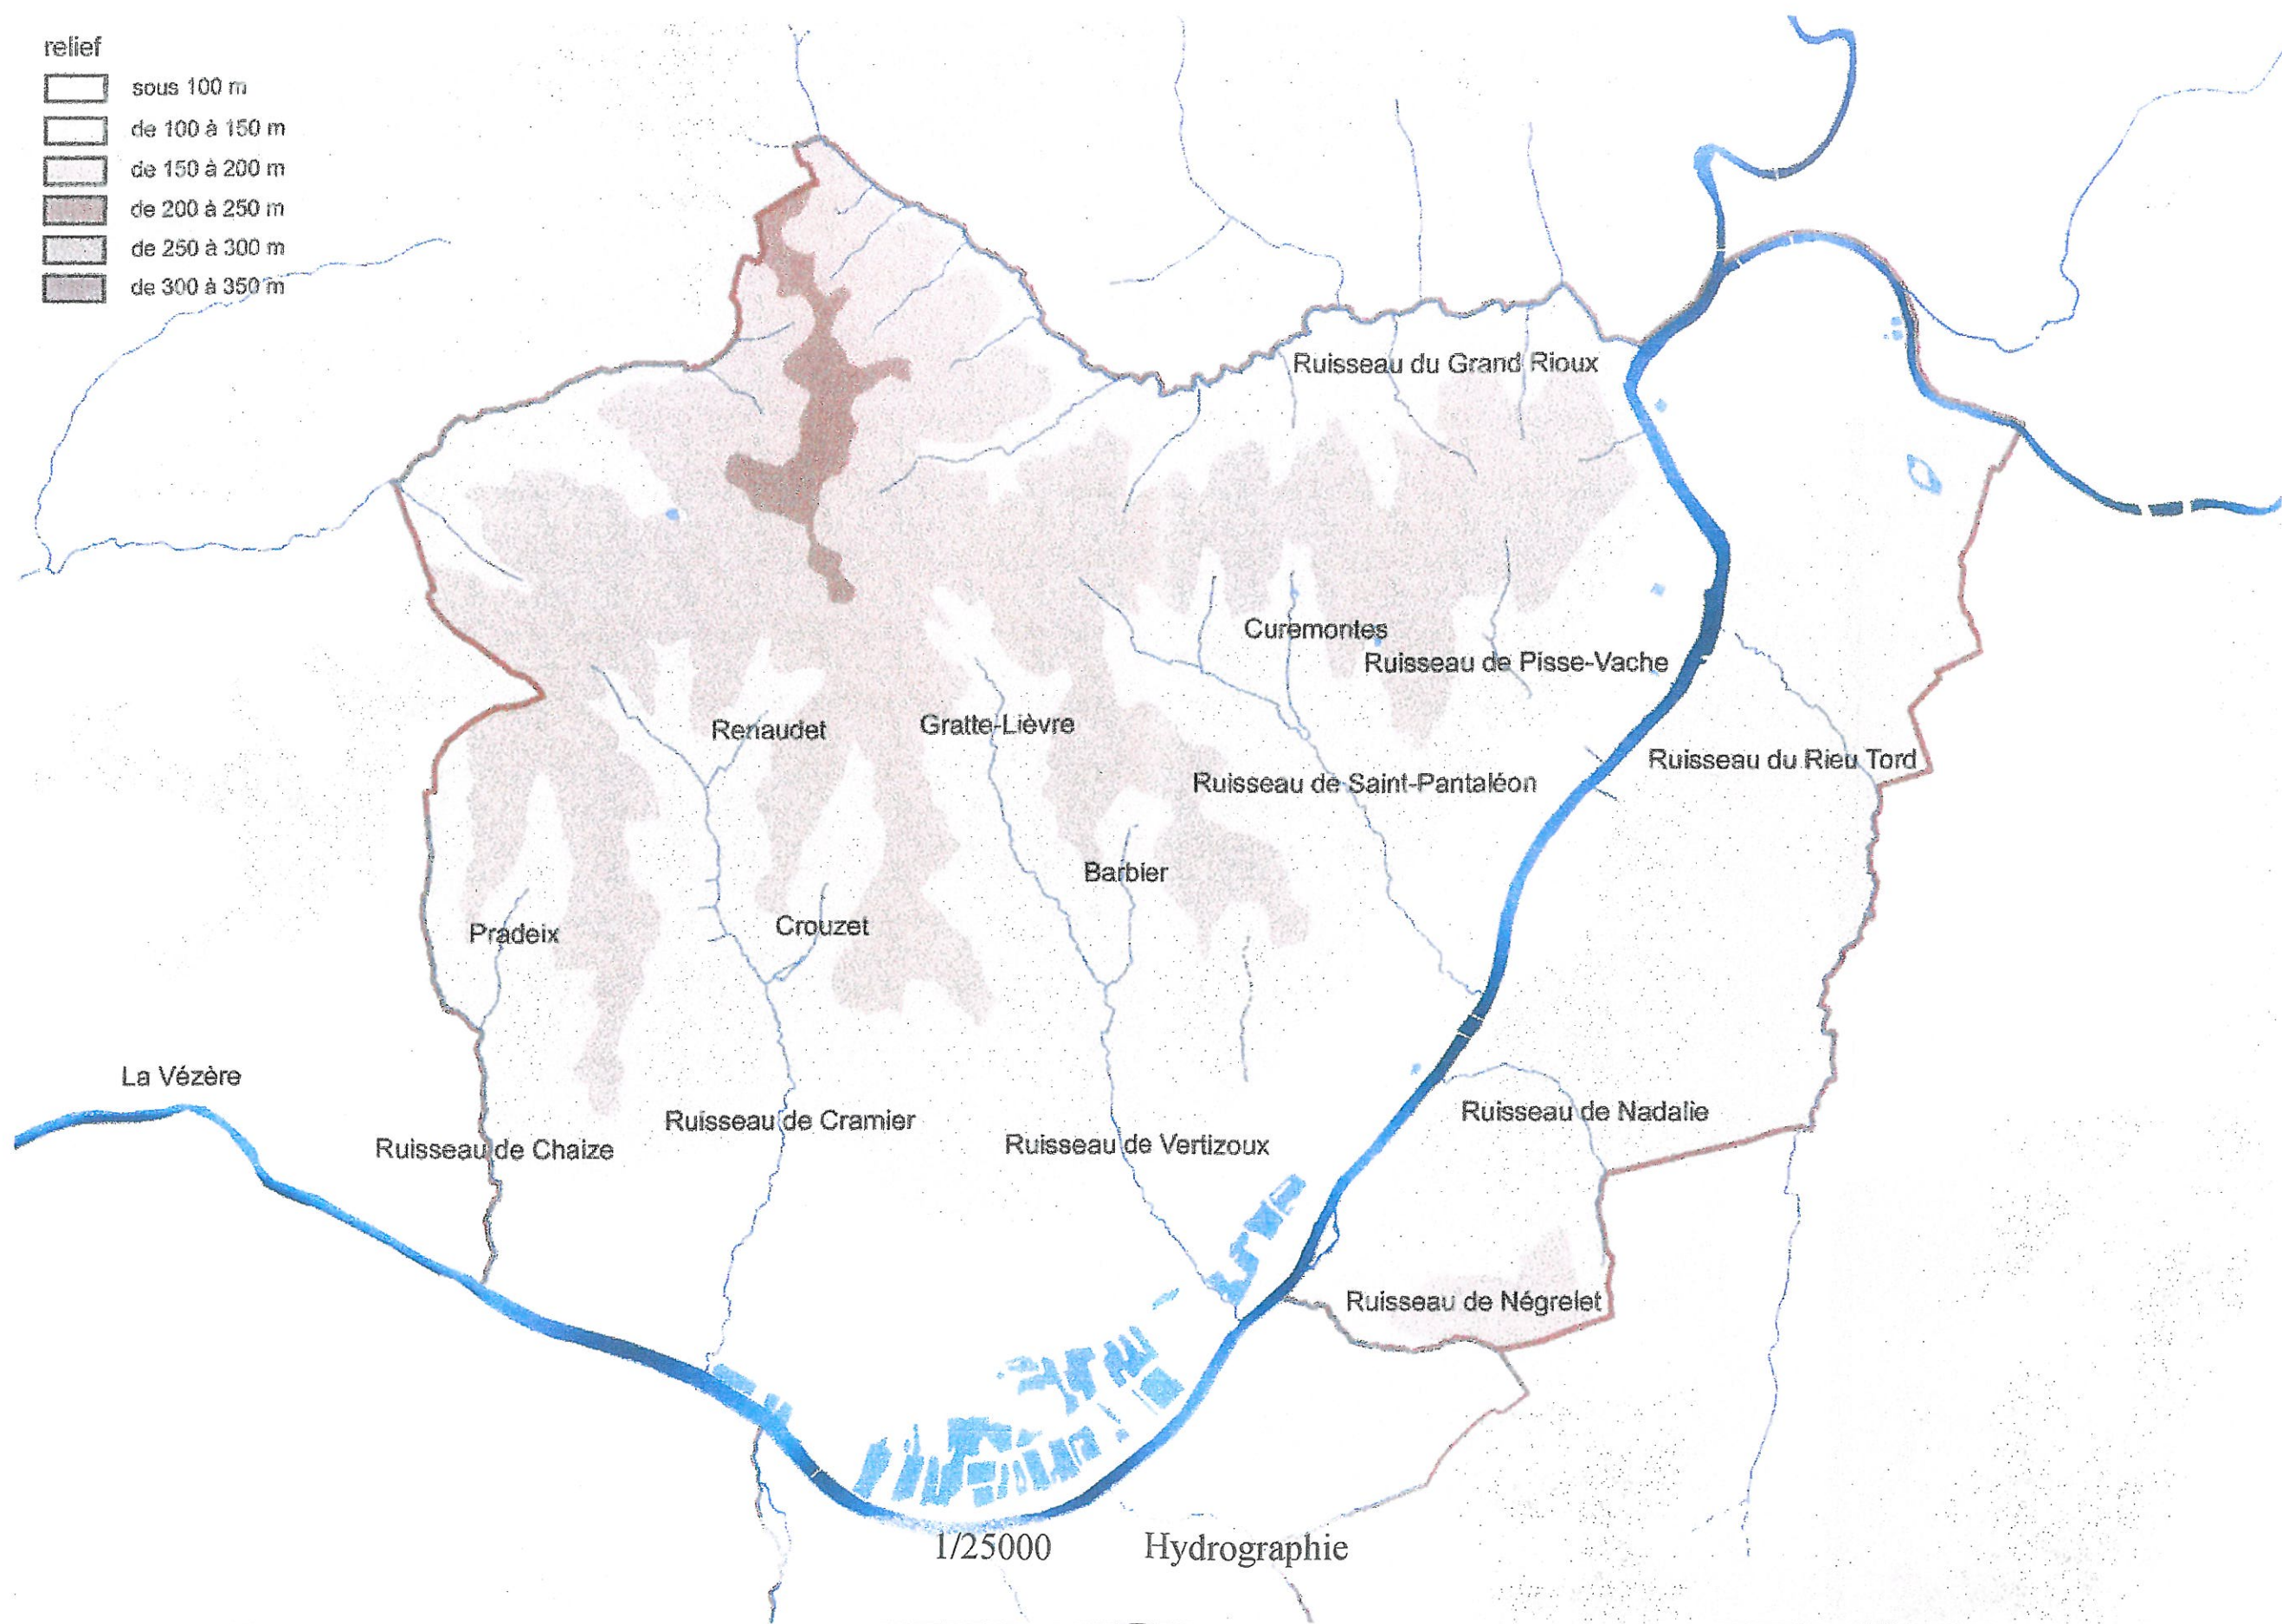 relief
sous 100 m
de 100 à 150 m
de 150 à 200 m
de 200 à 250 m
de 250 à 300 m
de 300 à 350 m
Ruisseau du Grand Rioux
Curemontes
Ruisseau de Pisse-Vache
Renaudet
Gratte-Lièvre
Ruisseau du Rieu Tord
Ruisseau de Saint-Pantaléon
Barbier
Pradeix
Crouzet
La Vézère
Ruisseau de Chaize
Ruisseau de Cramier
Ruisseau de Vertizoux
Ruisseau de Nadalie
Ruisseau de Négrelet
1/25000
Hydrographie